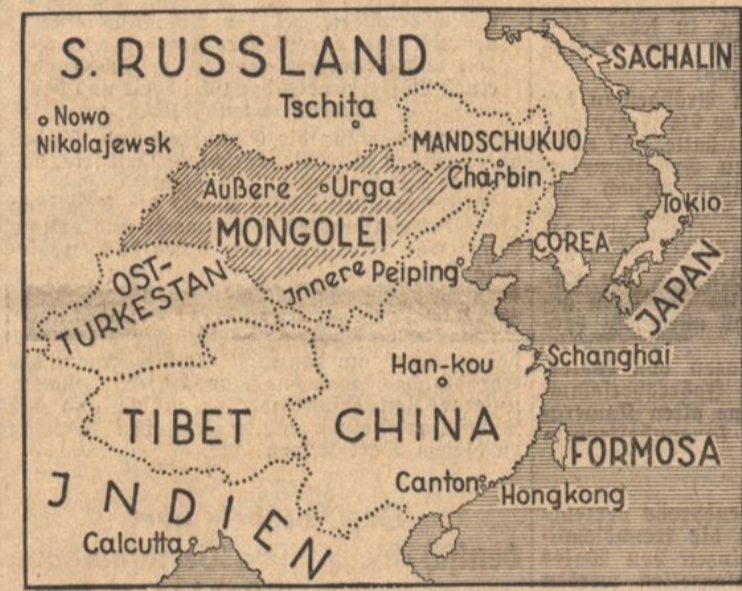 S. RUSSLAND
SACHALIN
Nowo
Nikolajewsk
Tschita
MANDSCHUKUO
Charbin
Äußere
Urga
MONGOLEI
Tokio
COREA
OST-
TURKESTAN
Jnnere
Peiping
JAPAN
Han-kou
Schanghai
TIBET
CHINA
FORMOSA
Canton
Hongkong
JNDIEN
Calcutta